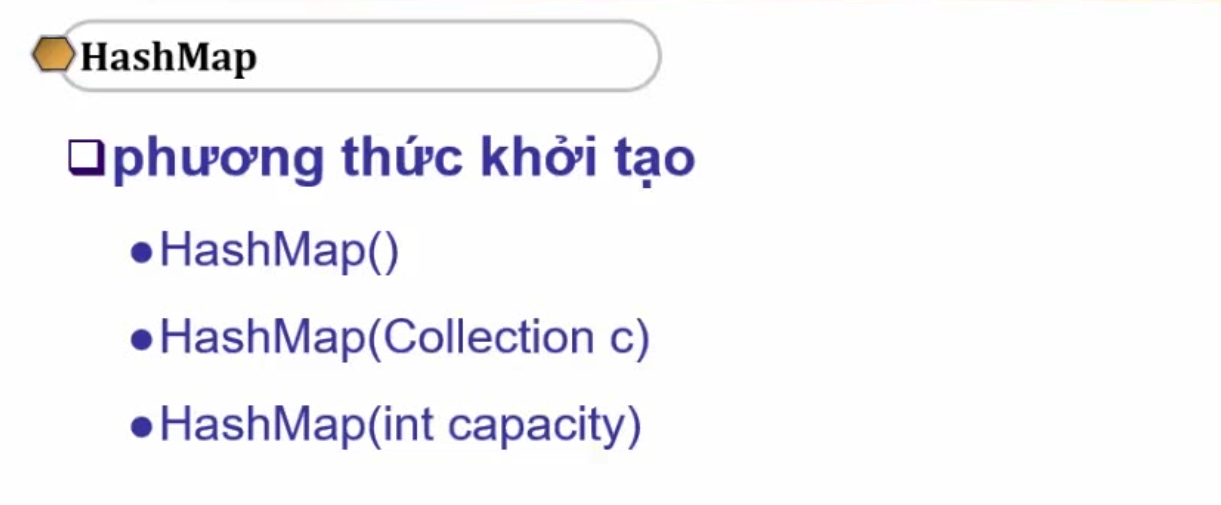 HashMap
phương thức khởi tạo
HashMap()
HashMap(Collection c)
HashMap(int capacity)